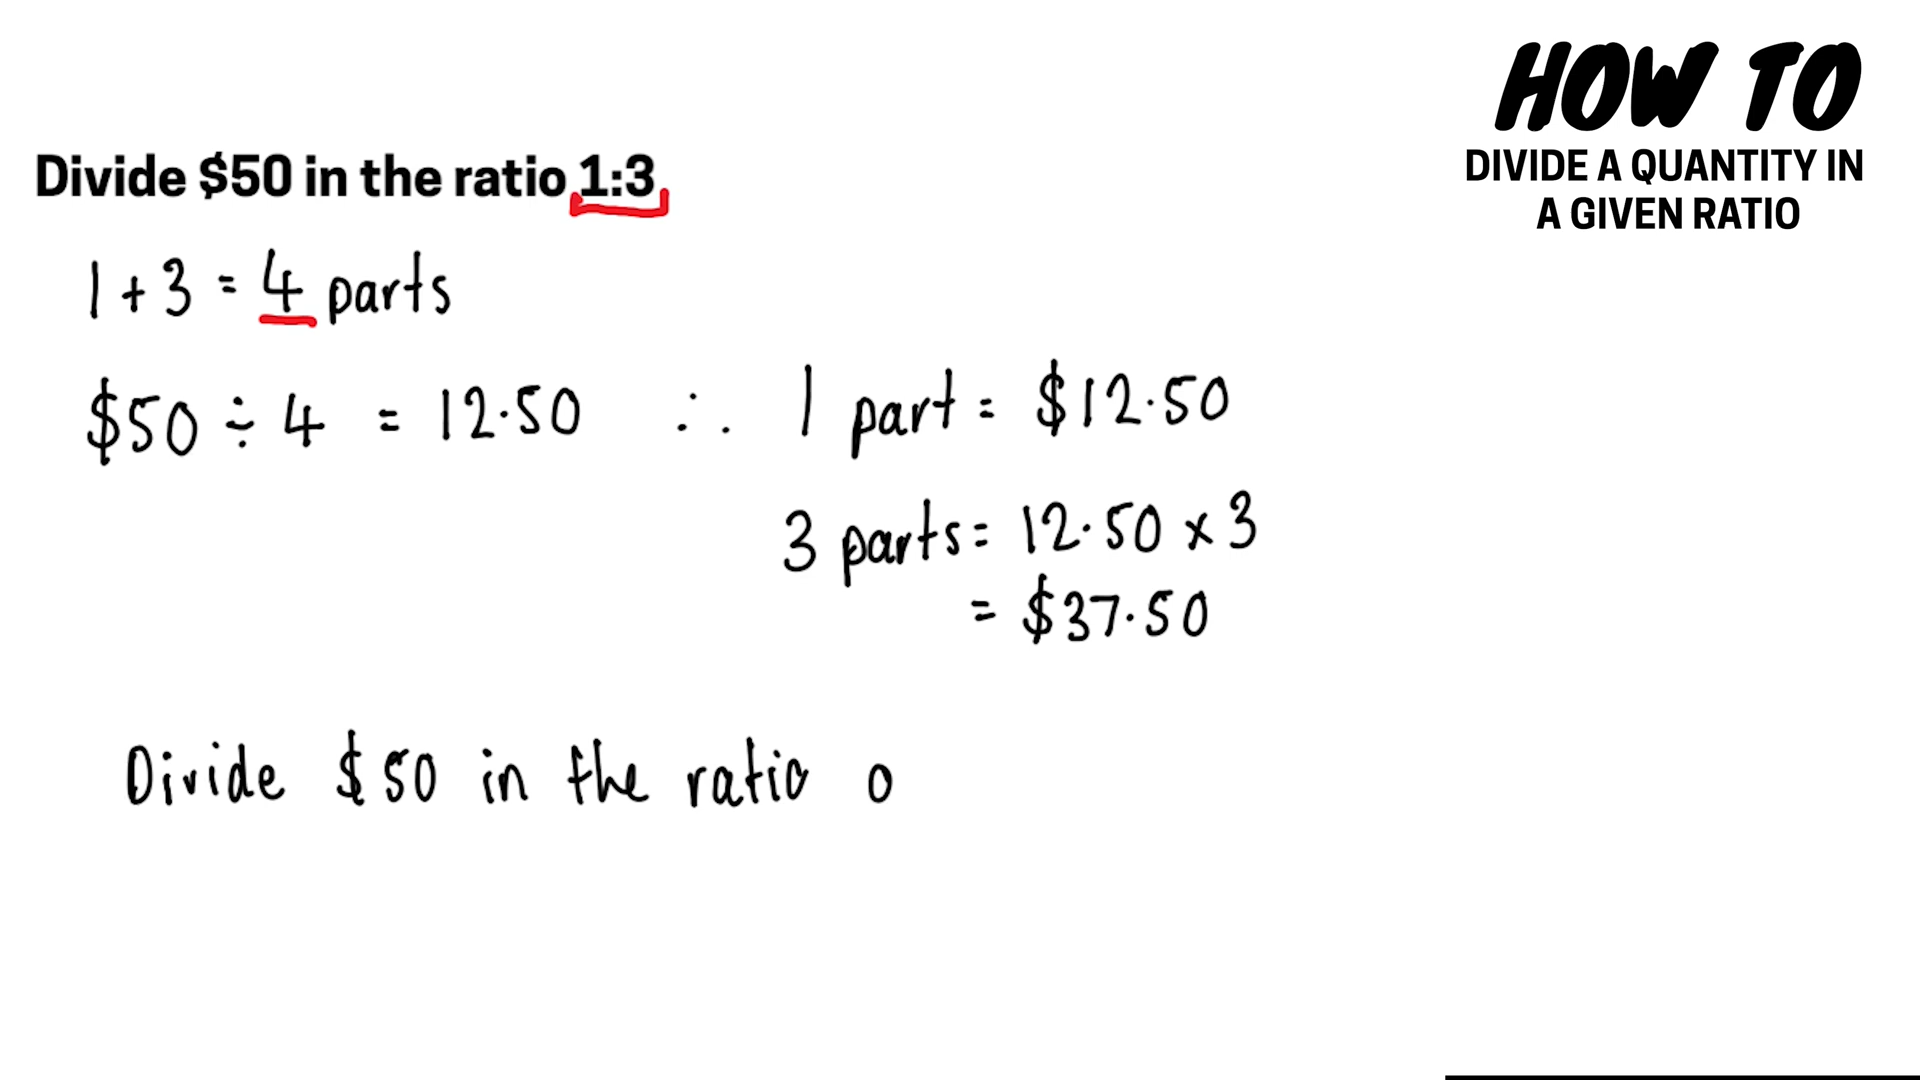 HOW TO
DIVIDE A QUANTITY IN
A GIVEN RATIO
Divide $50 in the ratio 1:3
1 + 3 = 4 parts
$50 ÷ 4 = 12·50 ∴ 1 part = $12·50
3 parts = 12·50 × 3
= $37·50
Divide $50 in the ratio o